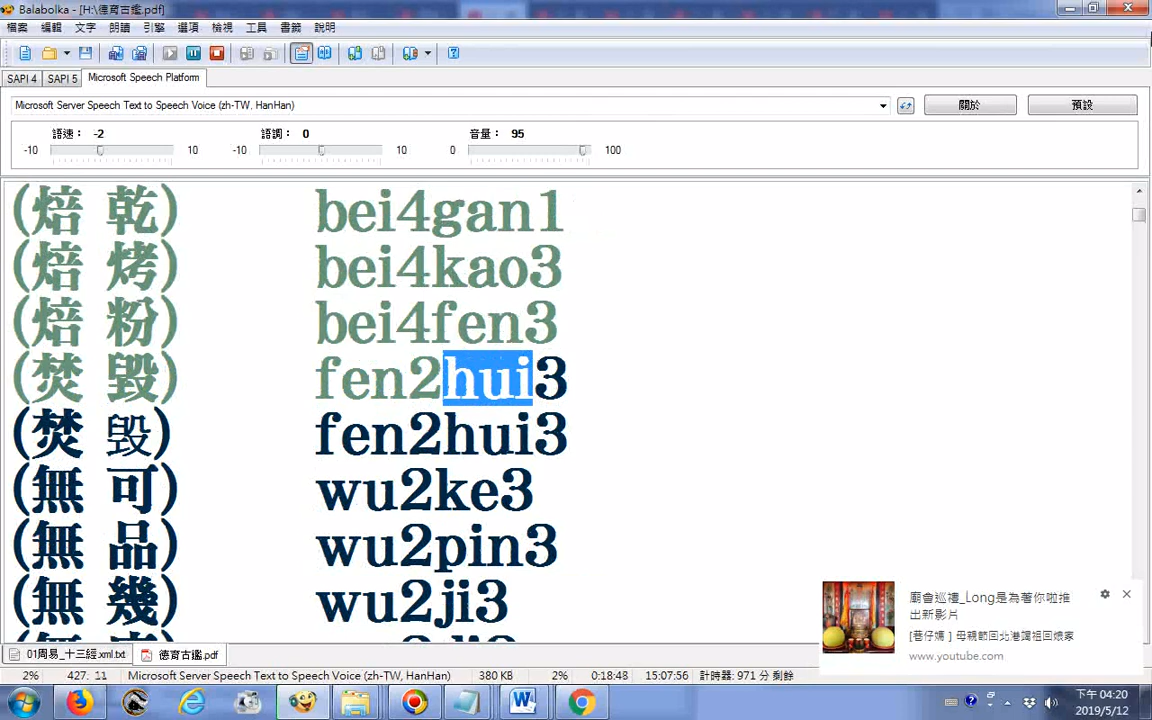 Balabolka - [H:\德育古鑑.pdf]
檔案 編輯 文字 朗讀 引擎 選項 檢視 工具 書籤 說明
SAPI 4 SAPI 5 Microsoft Speech Platform
Microsoft Server Speech Text to Speech Voice (zh-TW, HanHan) 關於 預設
語速： -2 語調： 0 音量： 95
-10 10 -10 10 0 100
(焙 乾) bei4gan1
(焙 烤) bei4kao3
(焙 粉) bei4fen3
(焚 毀) fen2hui3
(焚 毁) fen2hui3
(無 可) wu2ke3
(無 品) wu2pin3
(無 幾) wu2ji3
廟會巡禮_Long是為著你啦推
出新影片
[巷仔媽 ] 母親節回北港謁祖回娘家
www.youtube.com
01周易_十三經.xml.txt 德育古鑑.pdf
2% 427: 11 Microsoft Server Speech Text to Speech Voice (zh-TW, HanHan) 380 KB 2% 0:18:48 15:07:56 計時器: 971 分 剩餘
下午 04:20
2019/5/12